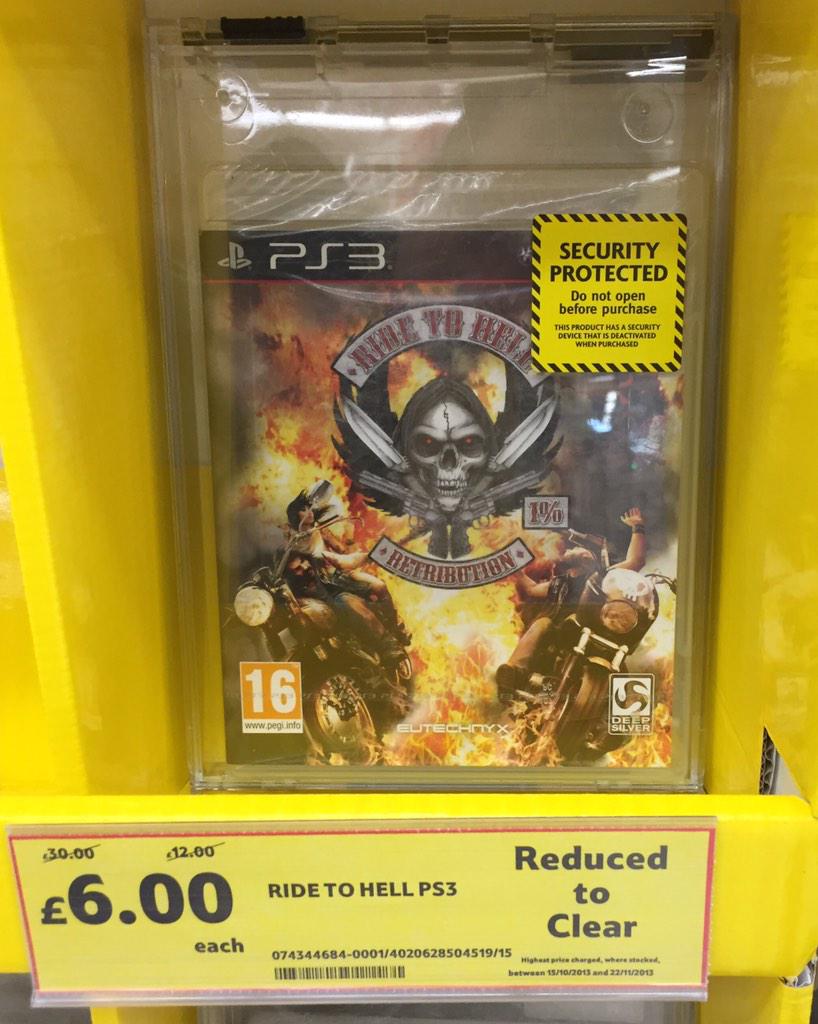 PS3
SECURITY
PROTECTED
Do not open
before purchase
THIS PRODUCT HAS A SECURITY
DEVICE THAT IS DEACTIVATED
WHEN PURCHASED
RIDE TO HELL
1%
RETRIBUTION
16
www.pegi.info
EUTECHNYX
DEEP
SILVER
£30.00 £12.00
£6.00
each
RIDE TO HELL PS3
074344684-0001/4020628504519/15
Reduced
to
Clear
Highest price charged, where stocked,
between 15/10/2013 and 22/11/2013